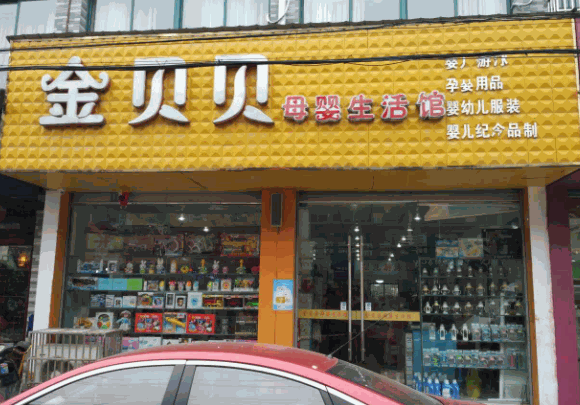 金贝贝
母婴生活馆
婴儿游泳
孕婴用品
婴幼儿服装
婴儿纪念品制